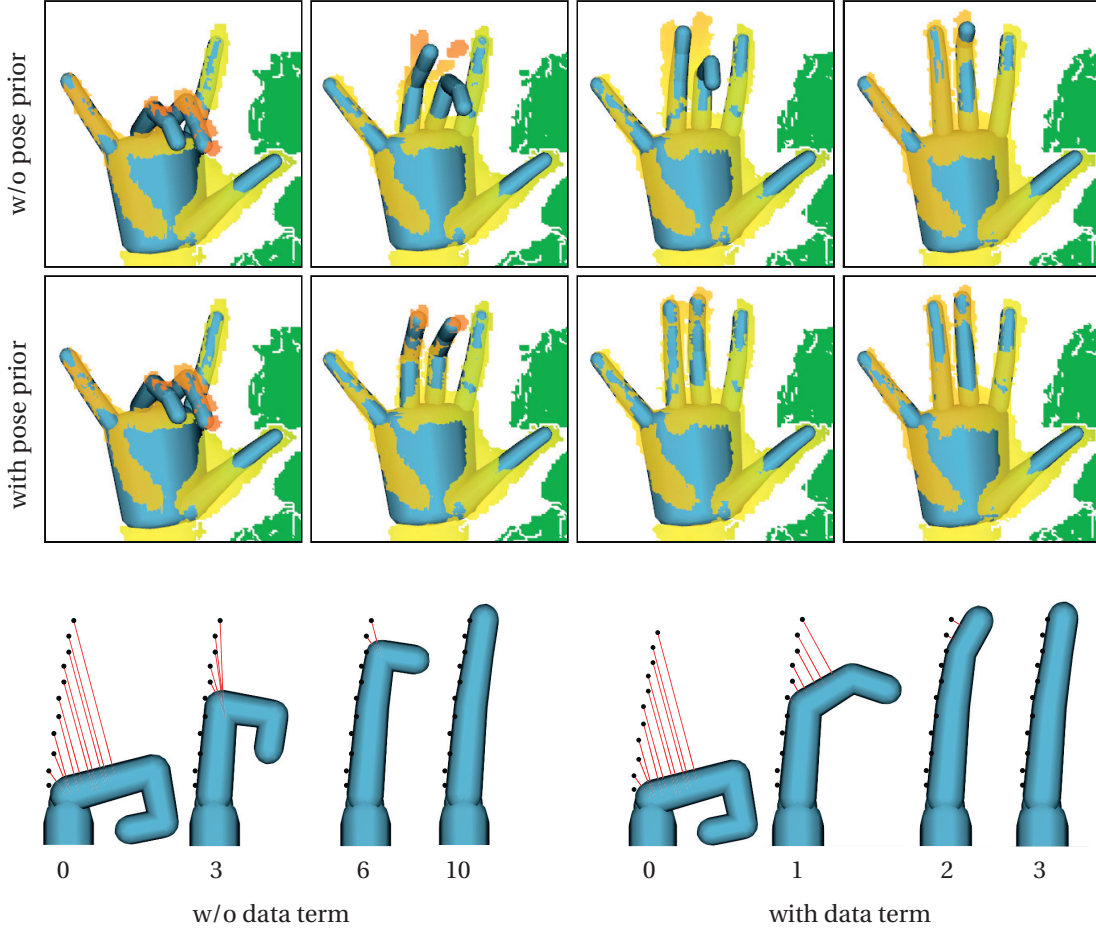 w/o pose prior
with pose prior
0 3 6 10 0 1 2 3
w/o data term with data term